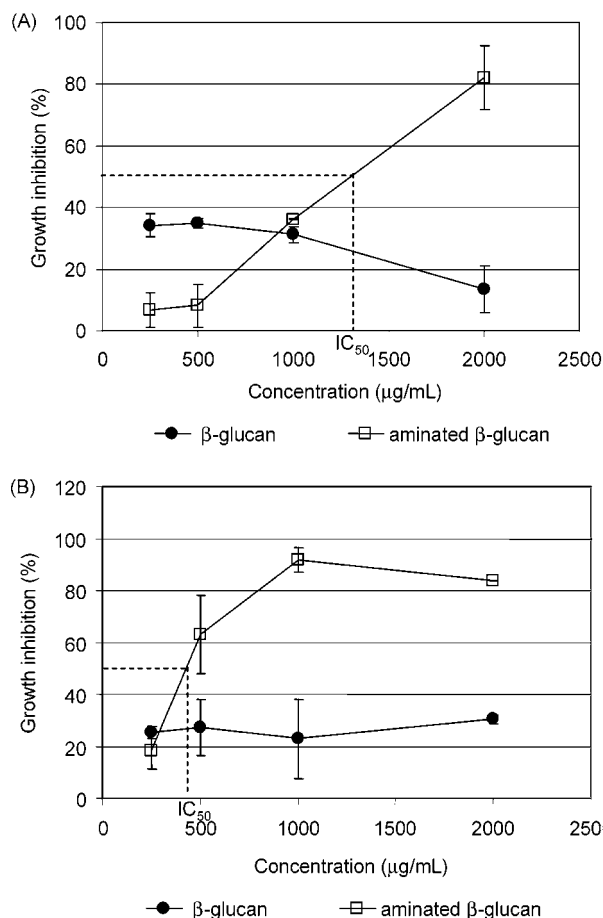 (A)
100
80
60
40
20
0
Growth inhibition (%)
0 500 1000 1500 2000 2500
IC50
Concentration (μg/mL)
β-glucan aminated β-glucan
(B)
120
100
80
60
40
20
0
Growth inhibition (%)
0 500 1000 1500 2000 250
IC50
Concentration (μg/mL)
β-glucan aminated β-glucan